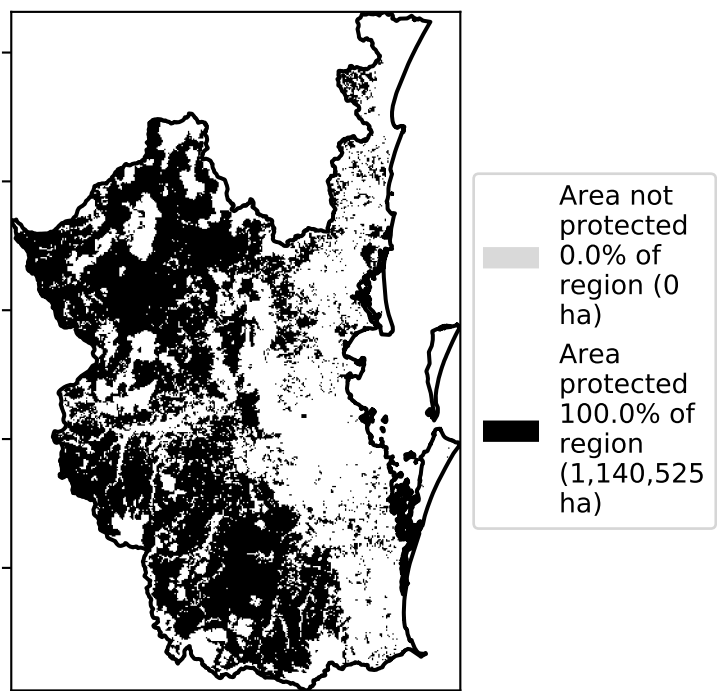 Area not
protected
0.0% of
region (0
ha)
Area
protected
100.0% of
region
(1,140,525
ha)